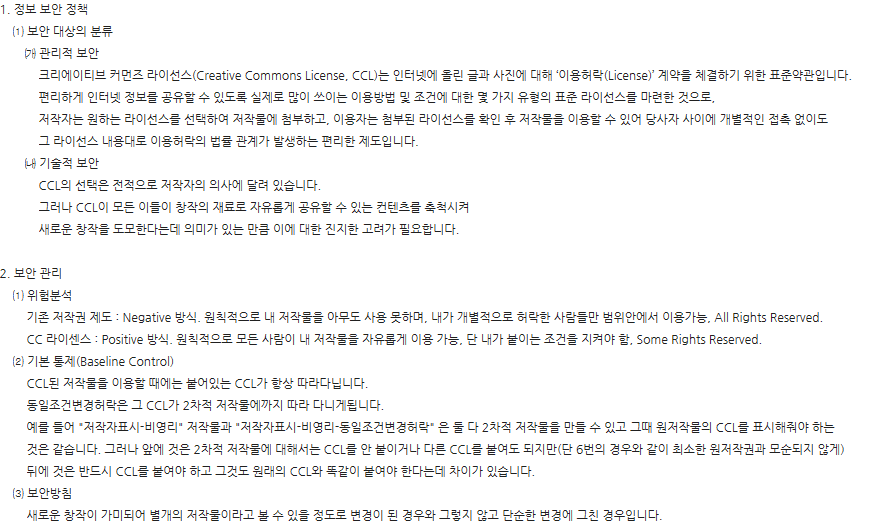 1. 정보 보안 정책
⑴ 보안 대상의 분류
㈎ 관리적 보안
크리에이티브 커먼즈 라이선스(Creative Commons License, CCL)는 인터넷에 올린 글과 사진에 대해 '이용허락(License)' 계약을 체결하기 위한 표준약관입니다.
편리하게 인터넷 정보를 공유할 수 있도록 실제로 많이 쓰이는 이용방법 및 조건에 대한 몇 가지 유형의 표준 라이선스를 마련한 것으로,
저작자는 원하는 라이선스를 선택하여 저작물에 첨부하고, 이용자는 첨부된 라이선스를 확인 후 저작물을 이용할 수 있어 당사자 사이에 개별적인 접촉 없이도
그 라이선스 내용대로 이용허락의 법률 관계가 발생하는 편리한 제도입니다.
㈏ 기술적 보안
CCL의 선택은 전적으로 저작자의 의사에 달려 있습니다.
그러나 CCL이 모든 이들이 창작의 재료로 자유롭게 공유할 수 있는 컨텐츠를 축척시켜
새로운 창작을 도모한다는데 의미가 있는 만큼 이에 대한 진지한 고려가 필요합니다.
2. 보안 관리
⑴ 위험분석
기존 저작권 제도 : Negative 방식. 원칙적으로 내 저작물을 아무도 사용 못하며, 내가 개별적으로 허락한 사람들만 범위안에서 이용가능, All Rights Reserved.
CC 라이센스 : Positive 방식. 원칙적으로 모든 사람이 내 저작물을 자유롭게 이용 가능, 단 내가 붙이는 조건을 지켜야 함, Some Rights Reserved.
⑵ 기본 통제(Baseline Control)
CCL된 저작물을 이용할 때에는 붙어있는 CCL가 항상 따라다닙니다.
동일조건변경허락은 그 CCL가 2차적 저작물에까지 따라 다니게됩니다.
예를 들어 "저작자표시-비영리" 저작물과 "저작자표시-비영리-동일조건변경허락" 은 둘 다 2차적 저작물을 만들 수 있고 그때 원저작물의 CCL를 표시해줘야 하는
것은 같습니다. 그러나 앞에 것은 2차적 저작물에 대해서는 CCL를 안 붙이거나 다른 CCL를 붙여도 되지만(단 6번의 경우와 같이 최소한 원저작권과 모순되지 않게)
뒤에 것은 반드시 CCL를 붙여야 하고 그것도 원래의 CCL와 똑같이 붙여야 한다는데 차이가 있습니다.
⑶ 보안방침
새로운 창작이 가미되어 별개의 저작물이라고 볼 수 있을 정도로 변경이 된 경우와 그렇지 않고 단순한 변경에 그친 경우입니다.